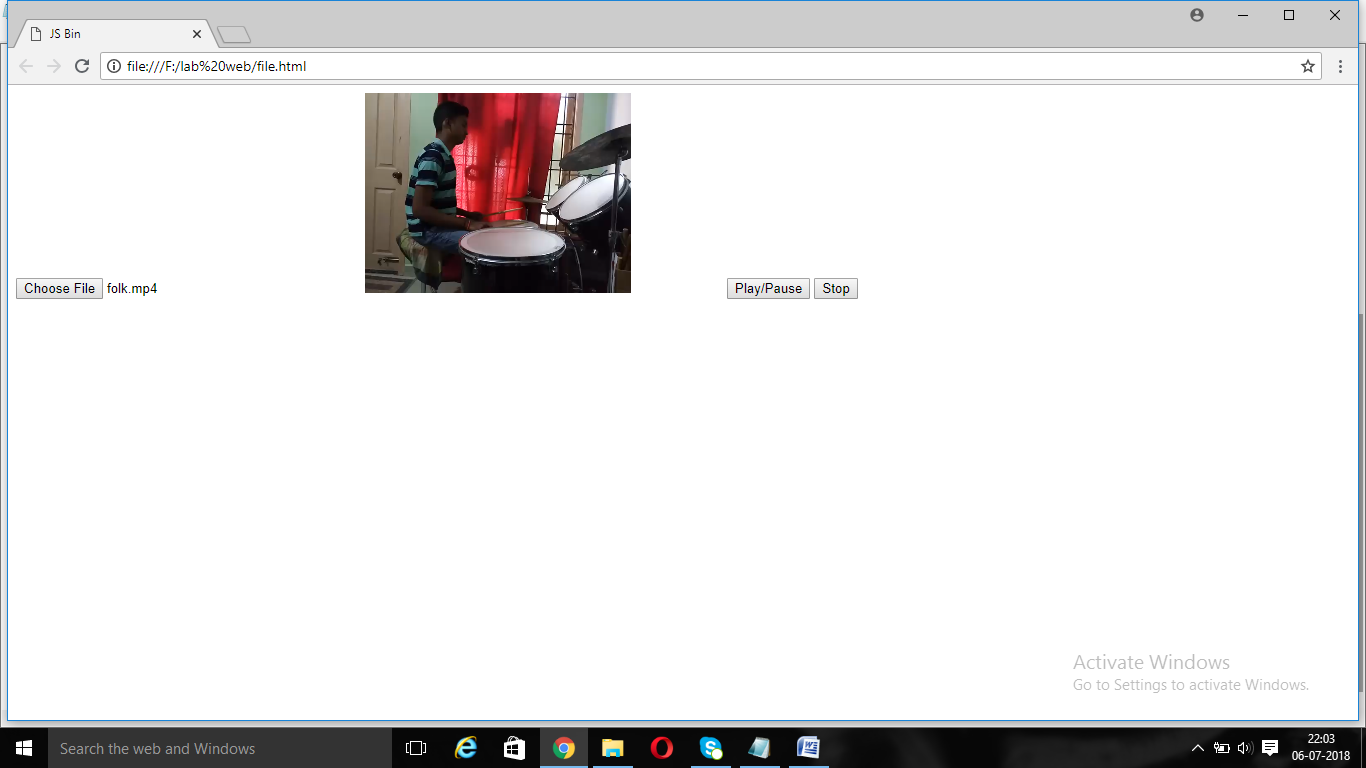 JS Bin
file:///F:/lab%20web/file.html
Choose File folk.mp4
Play/Pause Stop
Activate Windows
Go to Settings to activate Windows.
Search the web and Windows
22:03
06-07-2018